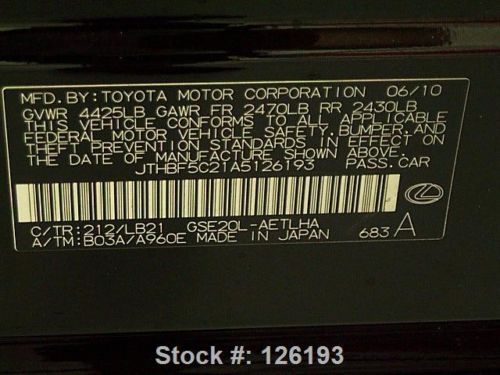 MFD. BY: TOYOTA MOTOR CORPORATION 06/10
GVWR 4425LB GAWR FR 2470LB RR 2430LB
THIS VEHICLE CONFORMS TO ALL APPLICABLE
FEDERAL MOTOR VEHICLE SAFETY, BUMPER, AND
THEFT PREVENTION STANDARDS IN EFFECT ON
THE DATE OF MANUFACTURE SHOWN ABOVE.
JTHBF5C21A5126193 PASS. CAR
C/TR: 212/LB21 GSE20L-AETLHA
A/TM: B03A/A960E MADE IN JAPAN 683 A
Stock #: 126193